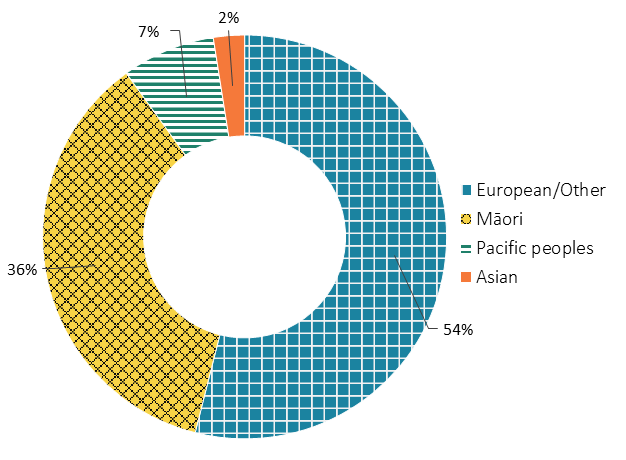 2%
7%
European/Other
Māori
Pacific peoples
36%
Asian
54%